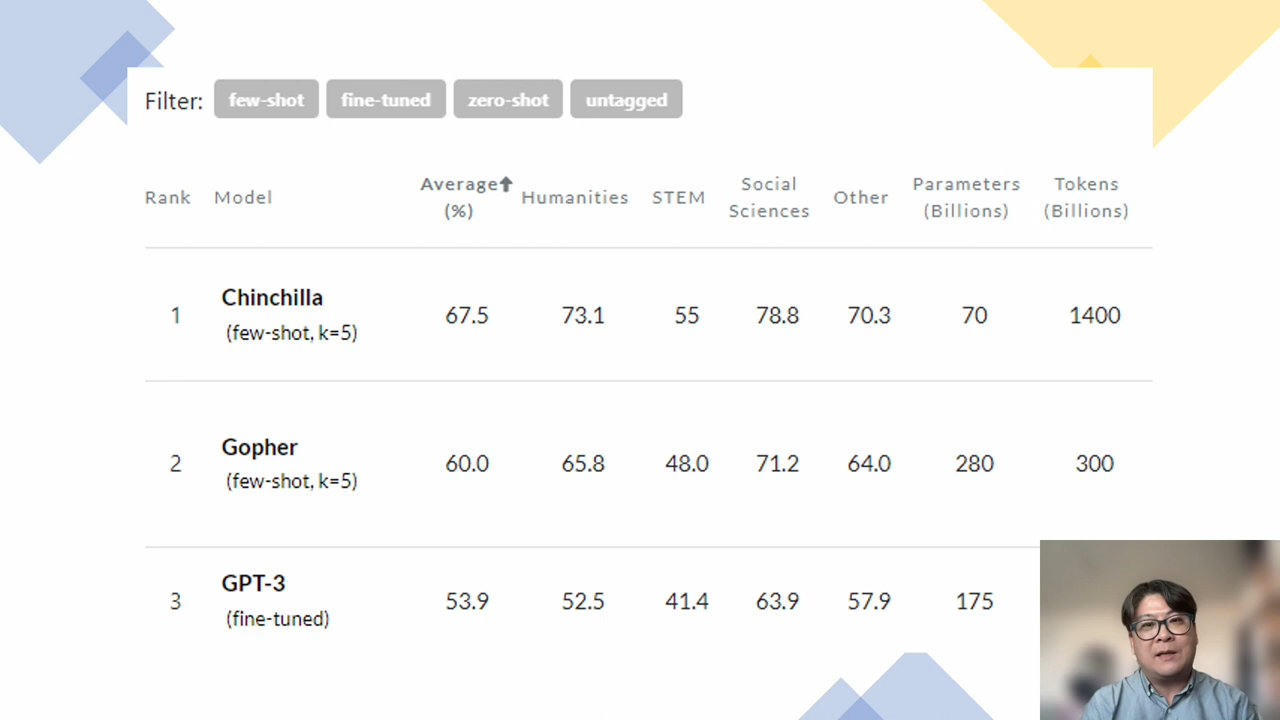 Filter: few-shot fine-tuned zero-shot untagged
Rank Model Average↑ (%) Humanities STEM Social Sciences Other Parameters (Billions) Tokens (Billions)
1 Chinchilla (few-shot, k=5) 67.5 73.1 55 78.8 70.3 70 1400
2 Gopher (few-shot, k=5) 60.0 65.8 48.0 71.2 64.0 280 300
3 GPT-3 (fine-tuned) 53.9 52.5 41.4 63.9 57.9 175